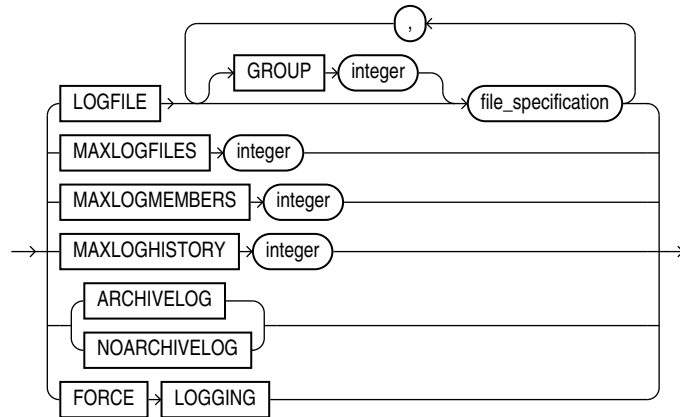 ,
GROUP integer
LOGFILE file_specification
MAXLOGFILES integer
MAXLOGMEMBERS integer
MAXLOGHISTORY integer
ARCHIVELOG
NOARCHIVELOG
FORCE LOGGING